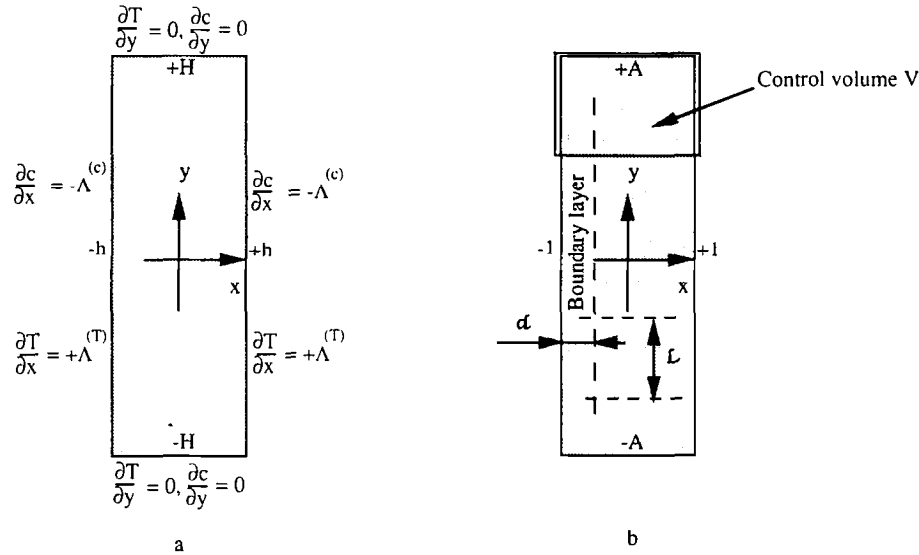 ∂T/∂y = 0, ∂c/∂y = 0
+H
∂c/∂x = -Λ^(c)
y
∂c/∂x = -Λ^(c)
-h
+h
x
∂T/∂x = +Λ^(T)
∂T/∂x = +Λ^(T)
-H
∂T/∂y = 0, ∂c/∂y = 0
a
+A
Control volume V
Boundary layer
y
-1
+1
x
d
L
-A
b